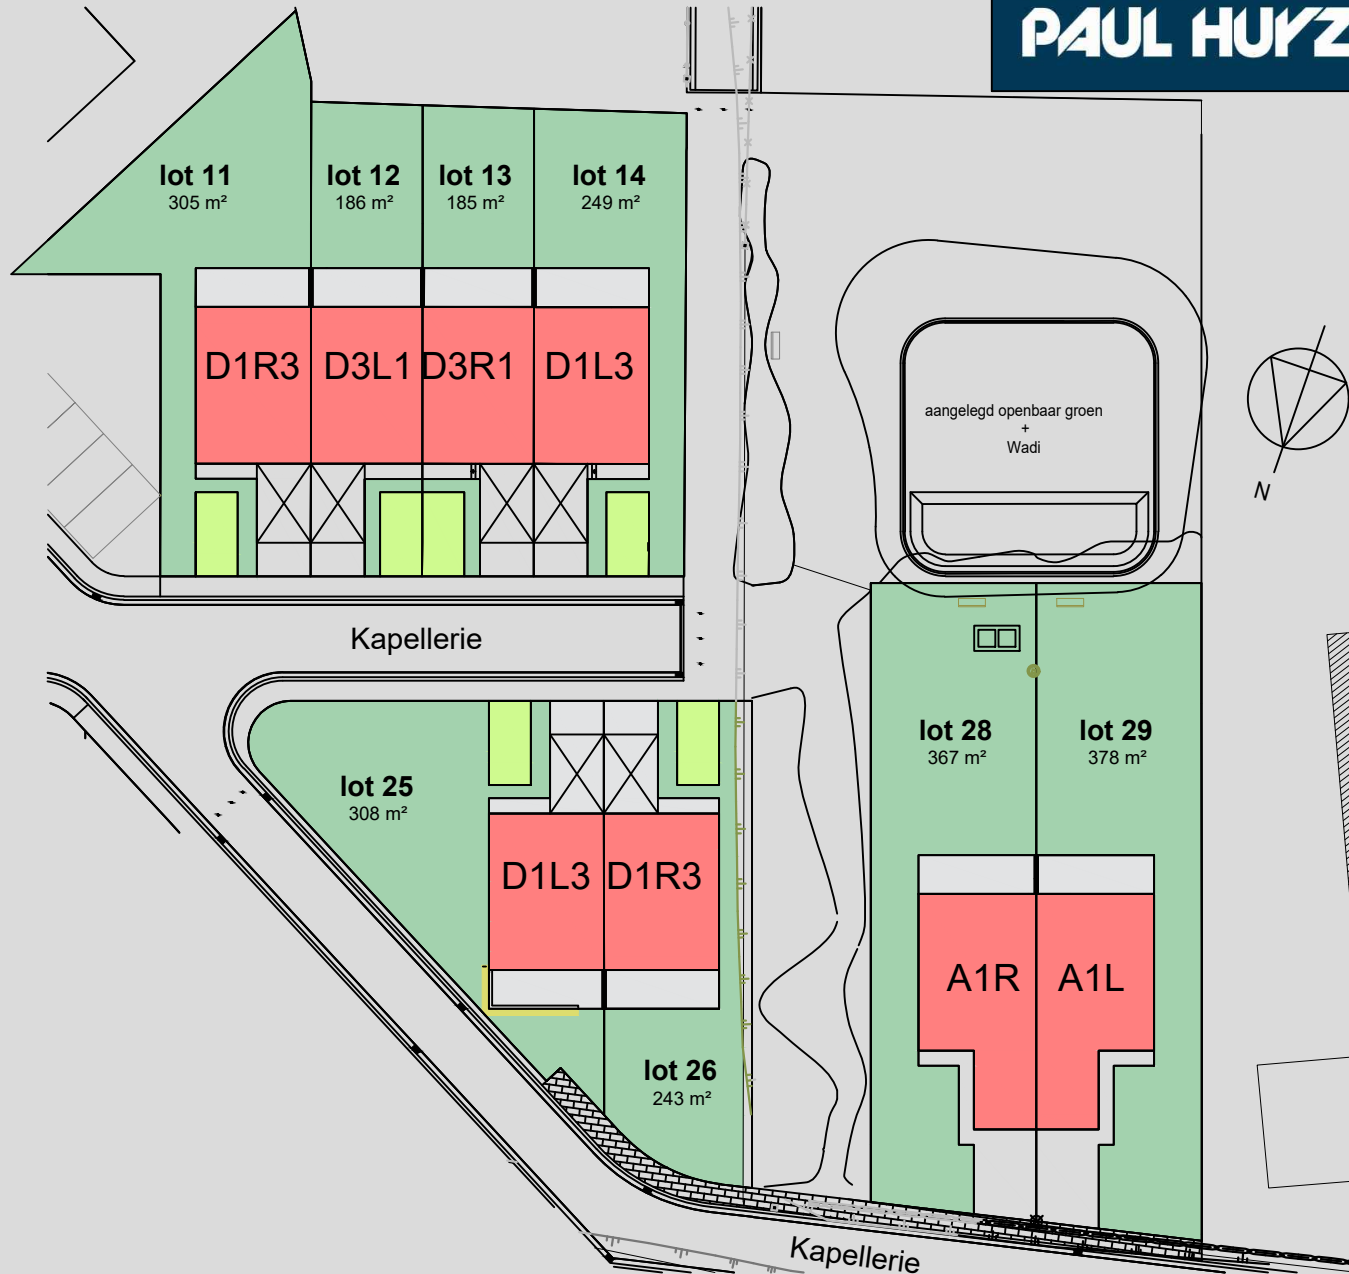 PAUL HUYZ
lot 11
305 m²
lot 12
186 m²
lot 13
185 m²
lot 14
249 m²
D1R3
D3L1
D3R1
D1L3
aangelegd openbaar groen
+
Wadi
N
Kapellerie
lot 25
308 m²
lot 28
367 m²
lot 29
378 m²
D1L3
D1R3
A1R
A1L
lot 26
243 m²
Kapellerie